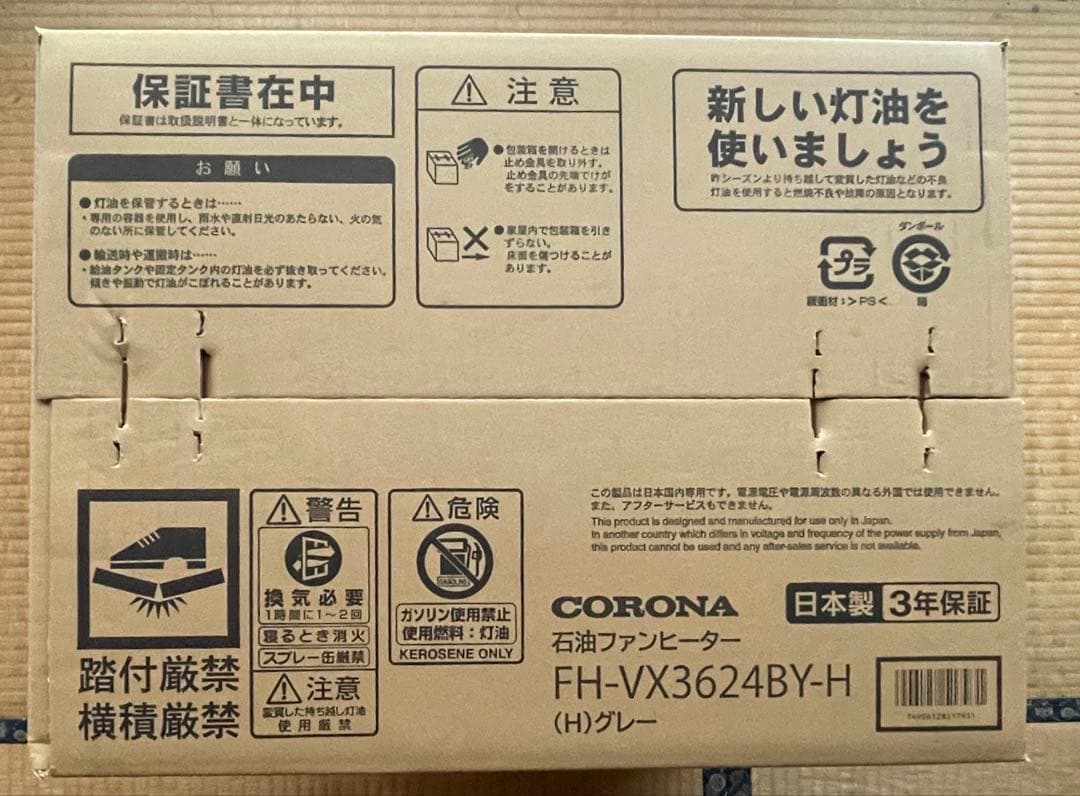 保証書在中
保証書は取扱説明書と一体になっています。
お願い
●灯油を保管するときは……
・専用の容器を使用し、雨水や直射日光のあたらない、火の気
のない所に保管してください。
●輸送時や運搬時は……
・給油タンクや固定タンク内の灯油を必ず抜き取ってください。
傾きや振動で灯油がこぼれることがあります。
注意
●包装箱を開けるときは
止め金具を取り外す。
止め金具の先端でけが
をすることがあります。
●家屋内で包装箱を引き
ずらない。
床面を傷つけることが
あります。
新しい灯油を
使いましょう
昨シーズンより持ち越して変質した灯油などの不良
灯油を使用すると燃焼不良や故障の原因となります。
プラ
緩衝材:>PS<
ダンボール
箱
踏付厳禁
横積厳禁
警告
換気必要
1時間に1~2回
寝るとき消火
スプレー缶厳禁
注意
変質した持ち越し灯油
使用厳禁
危険
GASOLINE
ガソリン使用禁止
使用燃料:灯油
KEROSENE ONLY
この製品は日本国内専用です。電源電圧や電源周波数の異なる外国では使用できません。
また、アフターサービスもできません。
This product is designed and manufactured for use only in Japan.
In another country which differs in voltage and frequency of the power supply from Japan,
this product cannot be used and any after-sales service is not available.
CORONA
日本製 3年保証
石油ファンヒーター
FH-VX3624BY-H
(H)グレー